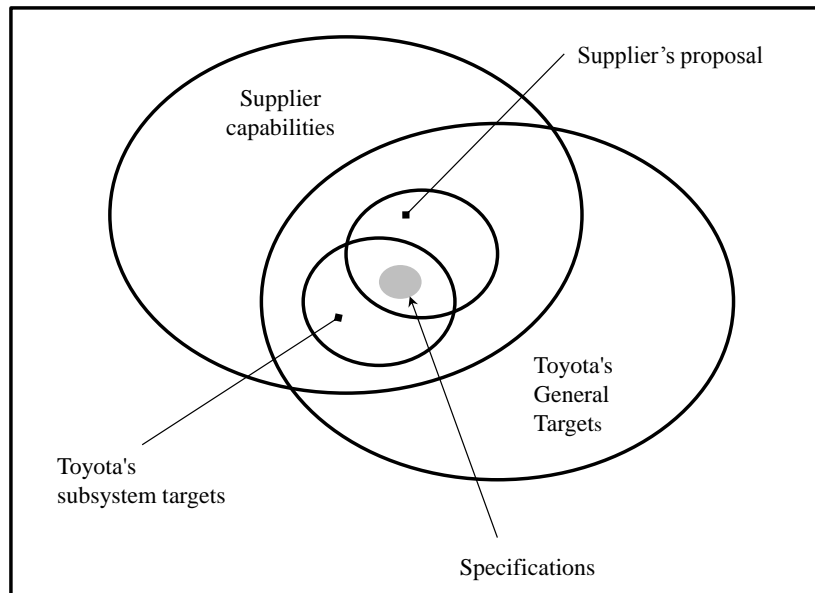 Supplier’s proposal
Supplier
capabilities
Toyota's
General
Targets
Toyota's
subsystem targets
Specifications